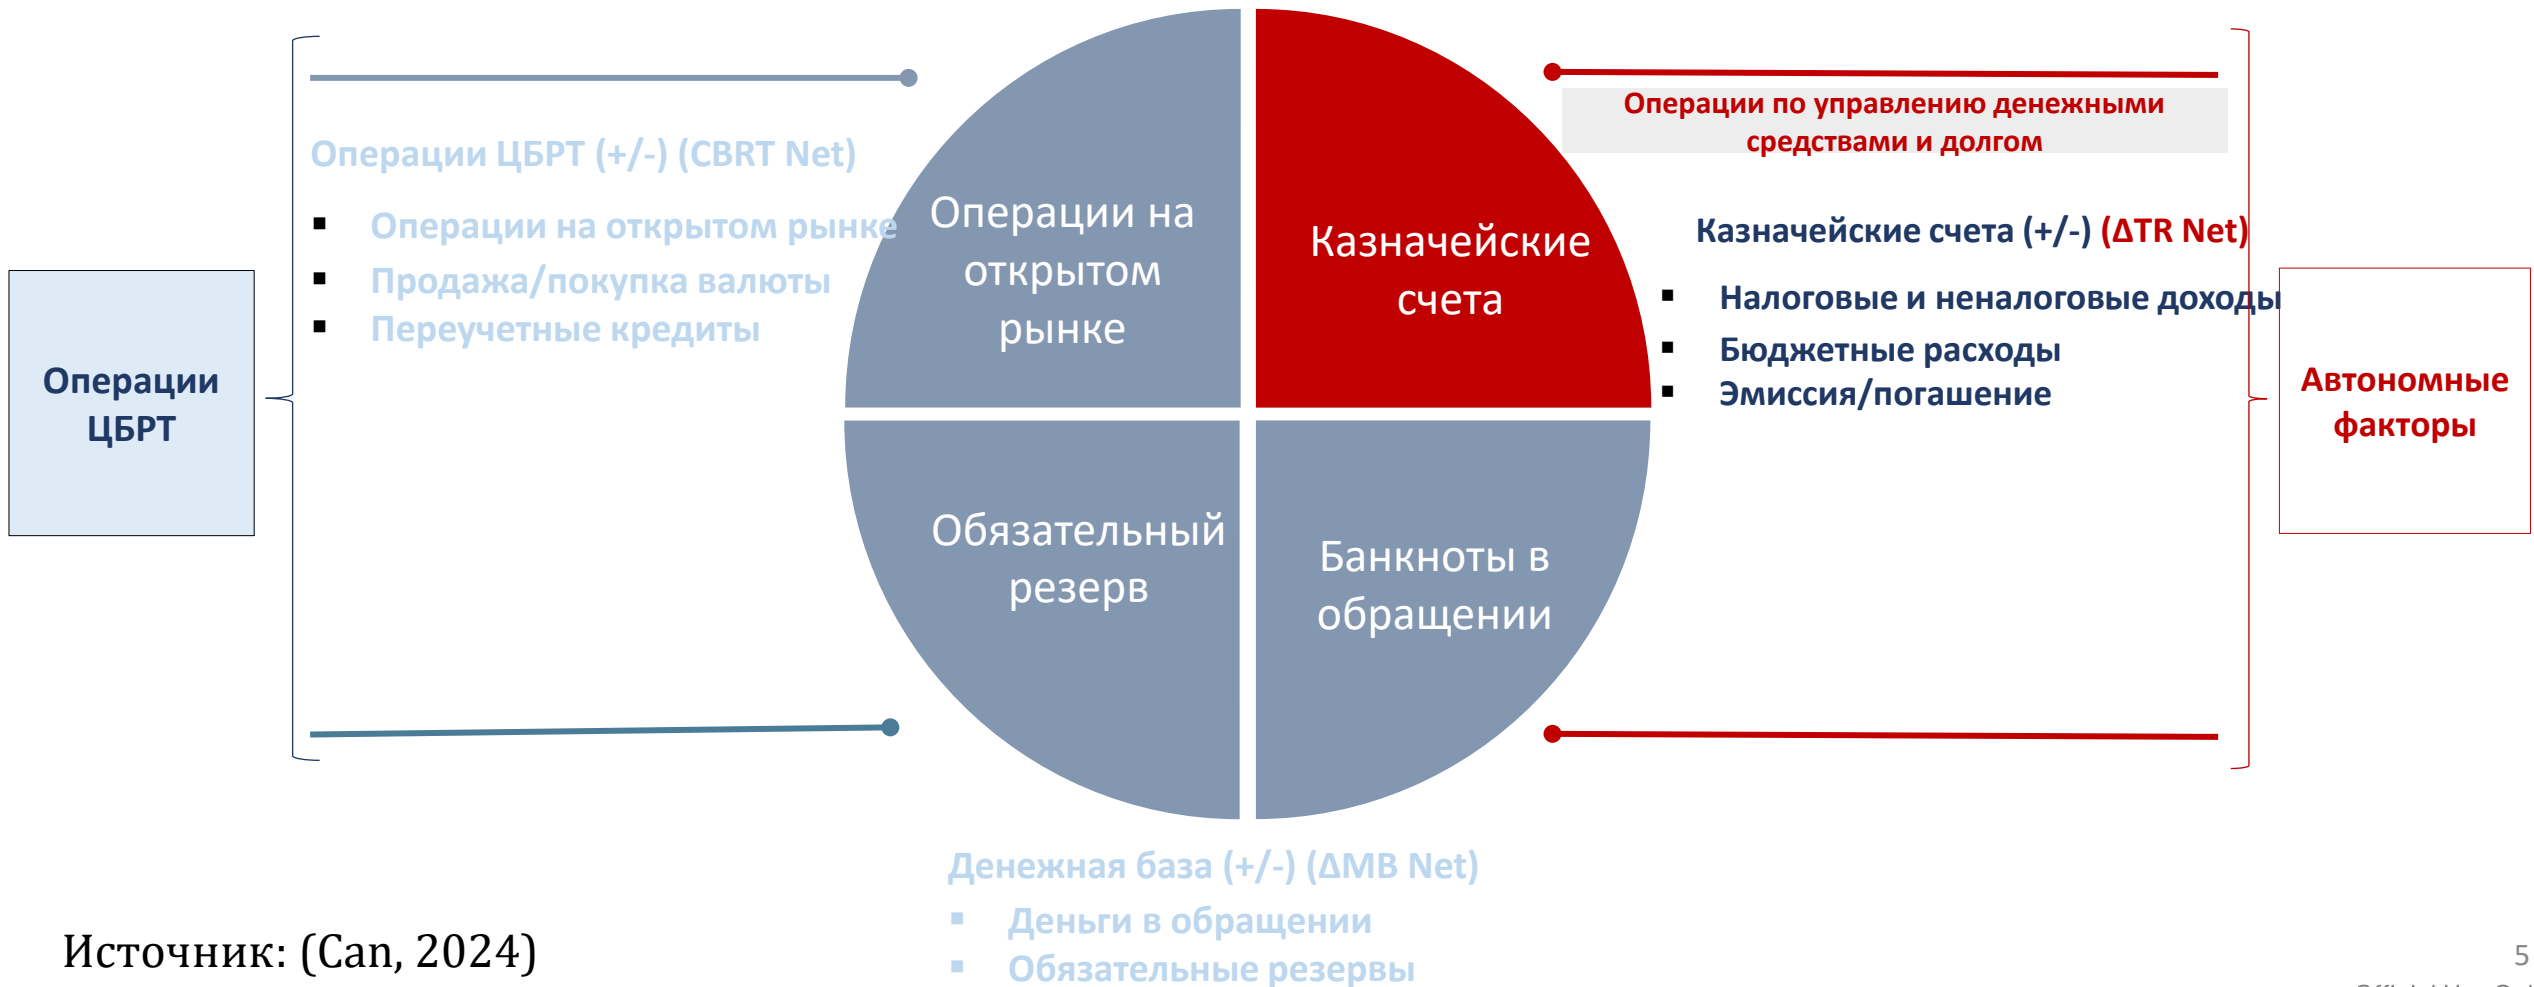 Операции ЦБРТ
Операции ЦБРТ (+/-) (CBRT Net)
▪ Операции на открытом рынке
▪ Продажа/покупка валюты
▪ Переучетные кредиты
Операции на
открытом
рынке
Казначейские
счета
Обязательный
резерв
Банкноты в
обращении
Операции по управлению денежными
средствами и долгом
Казначейские счета (+/-) (ΔTR Net)
▪ Налоговые и неналоговые доходы
▪ Бюджетные расходы
▪ Эмиссия/погашение
Автономные
факторы
Денежная база (+/-) (ΔMB Net)
▪ Деньги в обращении
▪ Обязательные резервы
Источник: (Can, 2024)
5